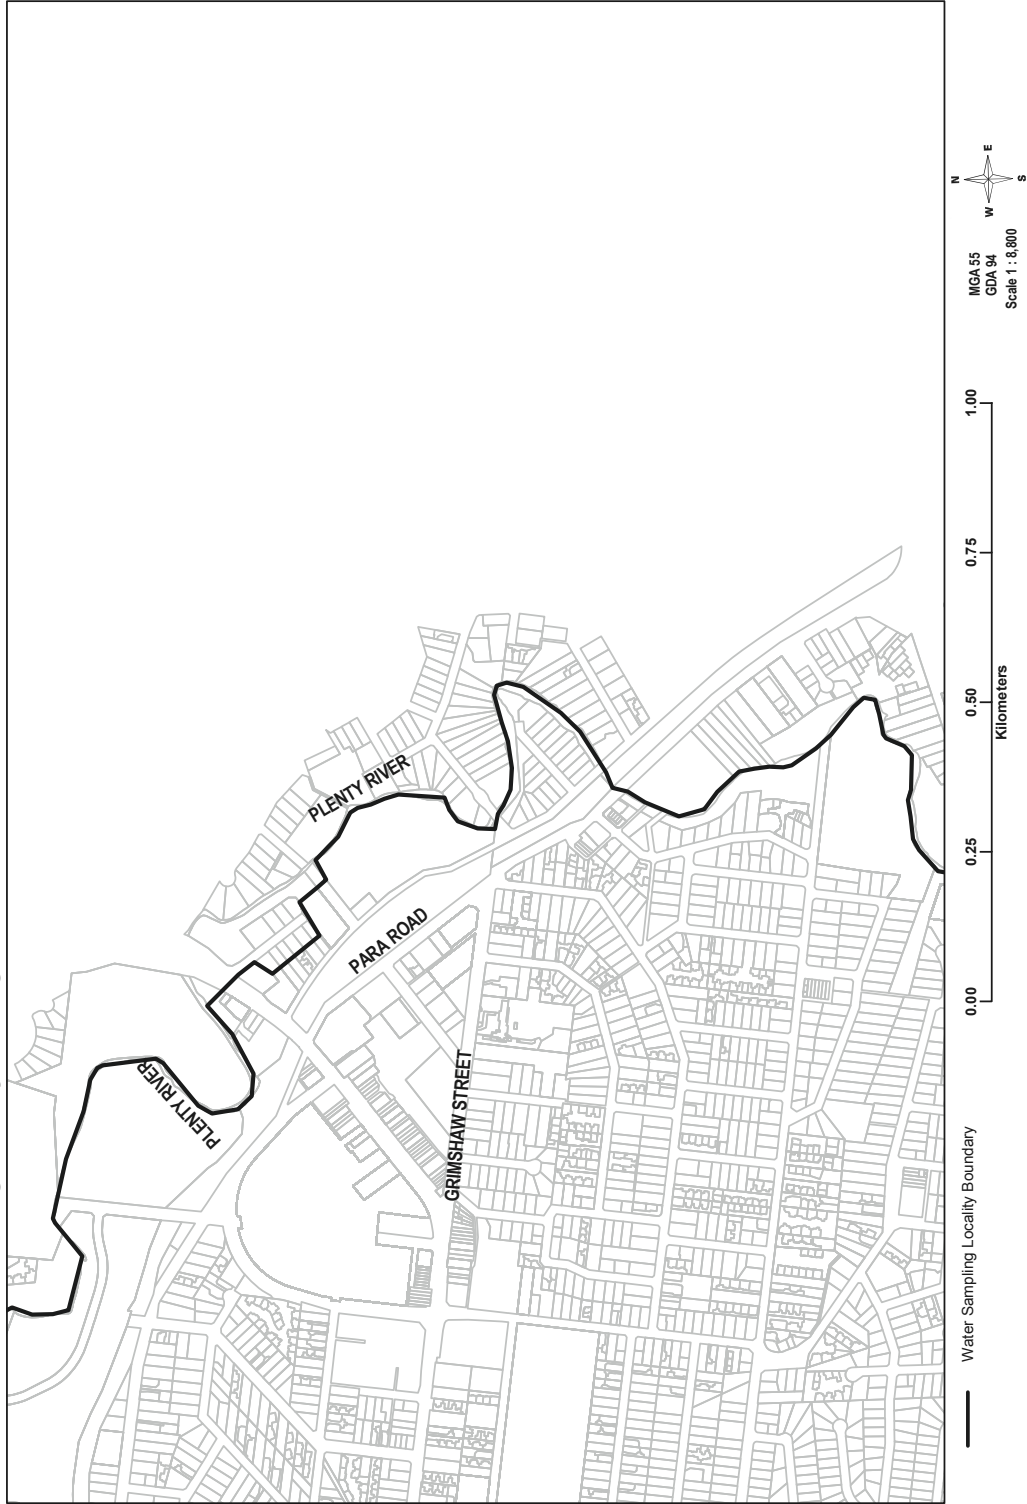 PLENTY RIVER
PLENTY RIVER
PARA ROAD
GRIMSHAW STREET
Water Sampling Locality Boundary
0.00
0.25
0.50
0.75
1.00
Kilometers
MGA 55
GDA 94
Scale 1 : 8,800
N
W
E
S